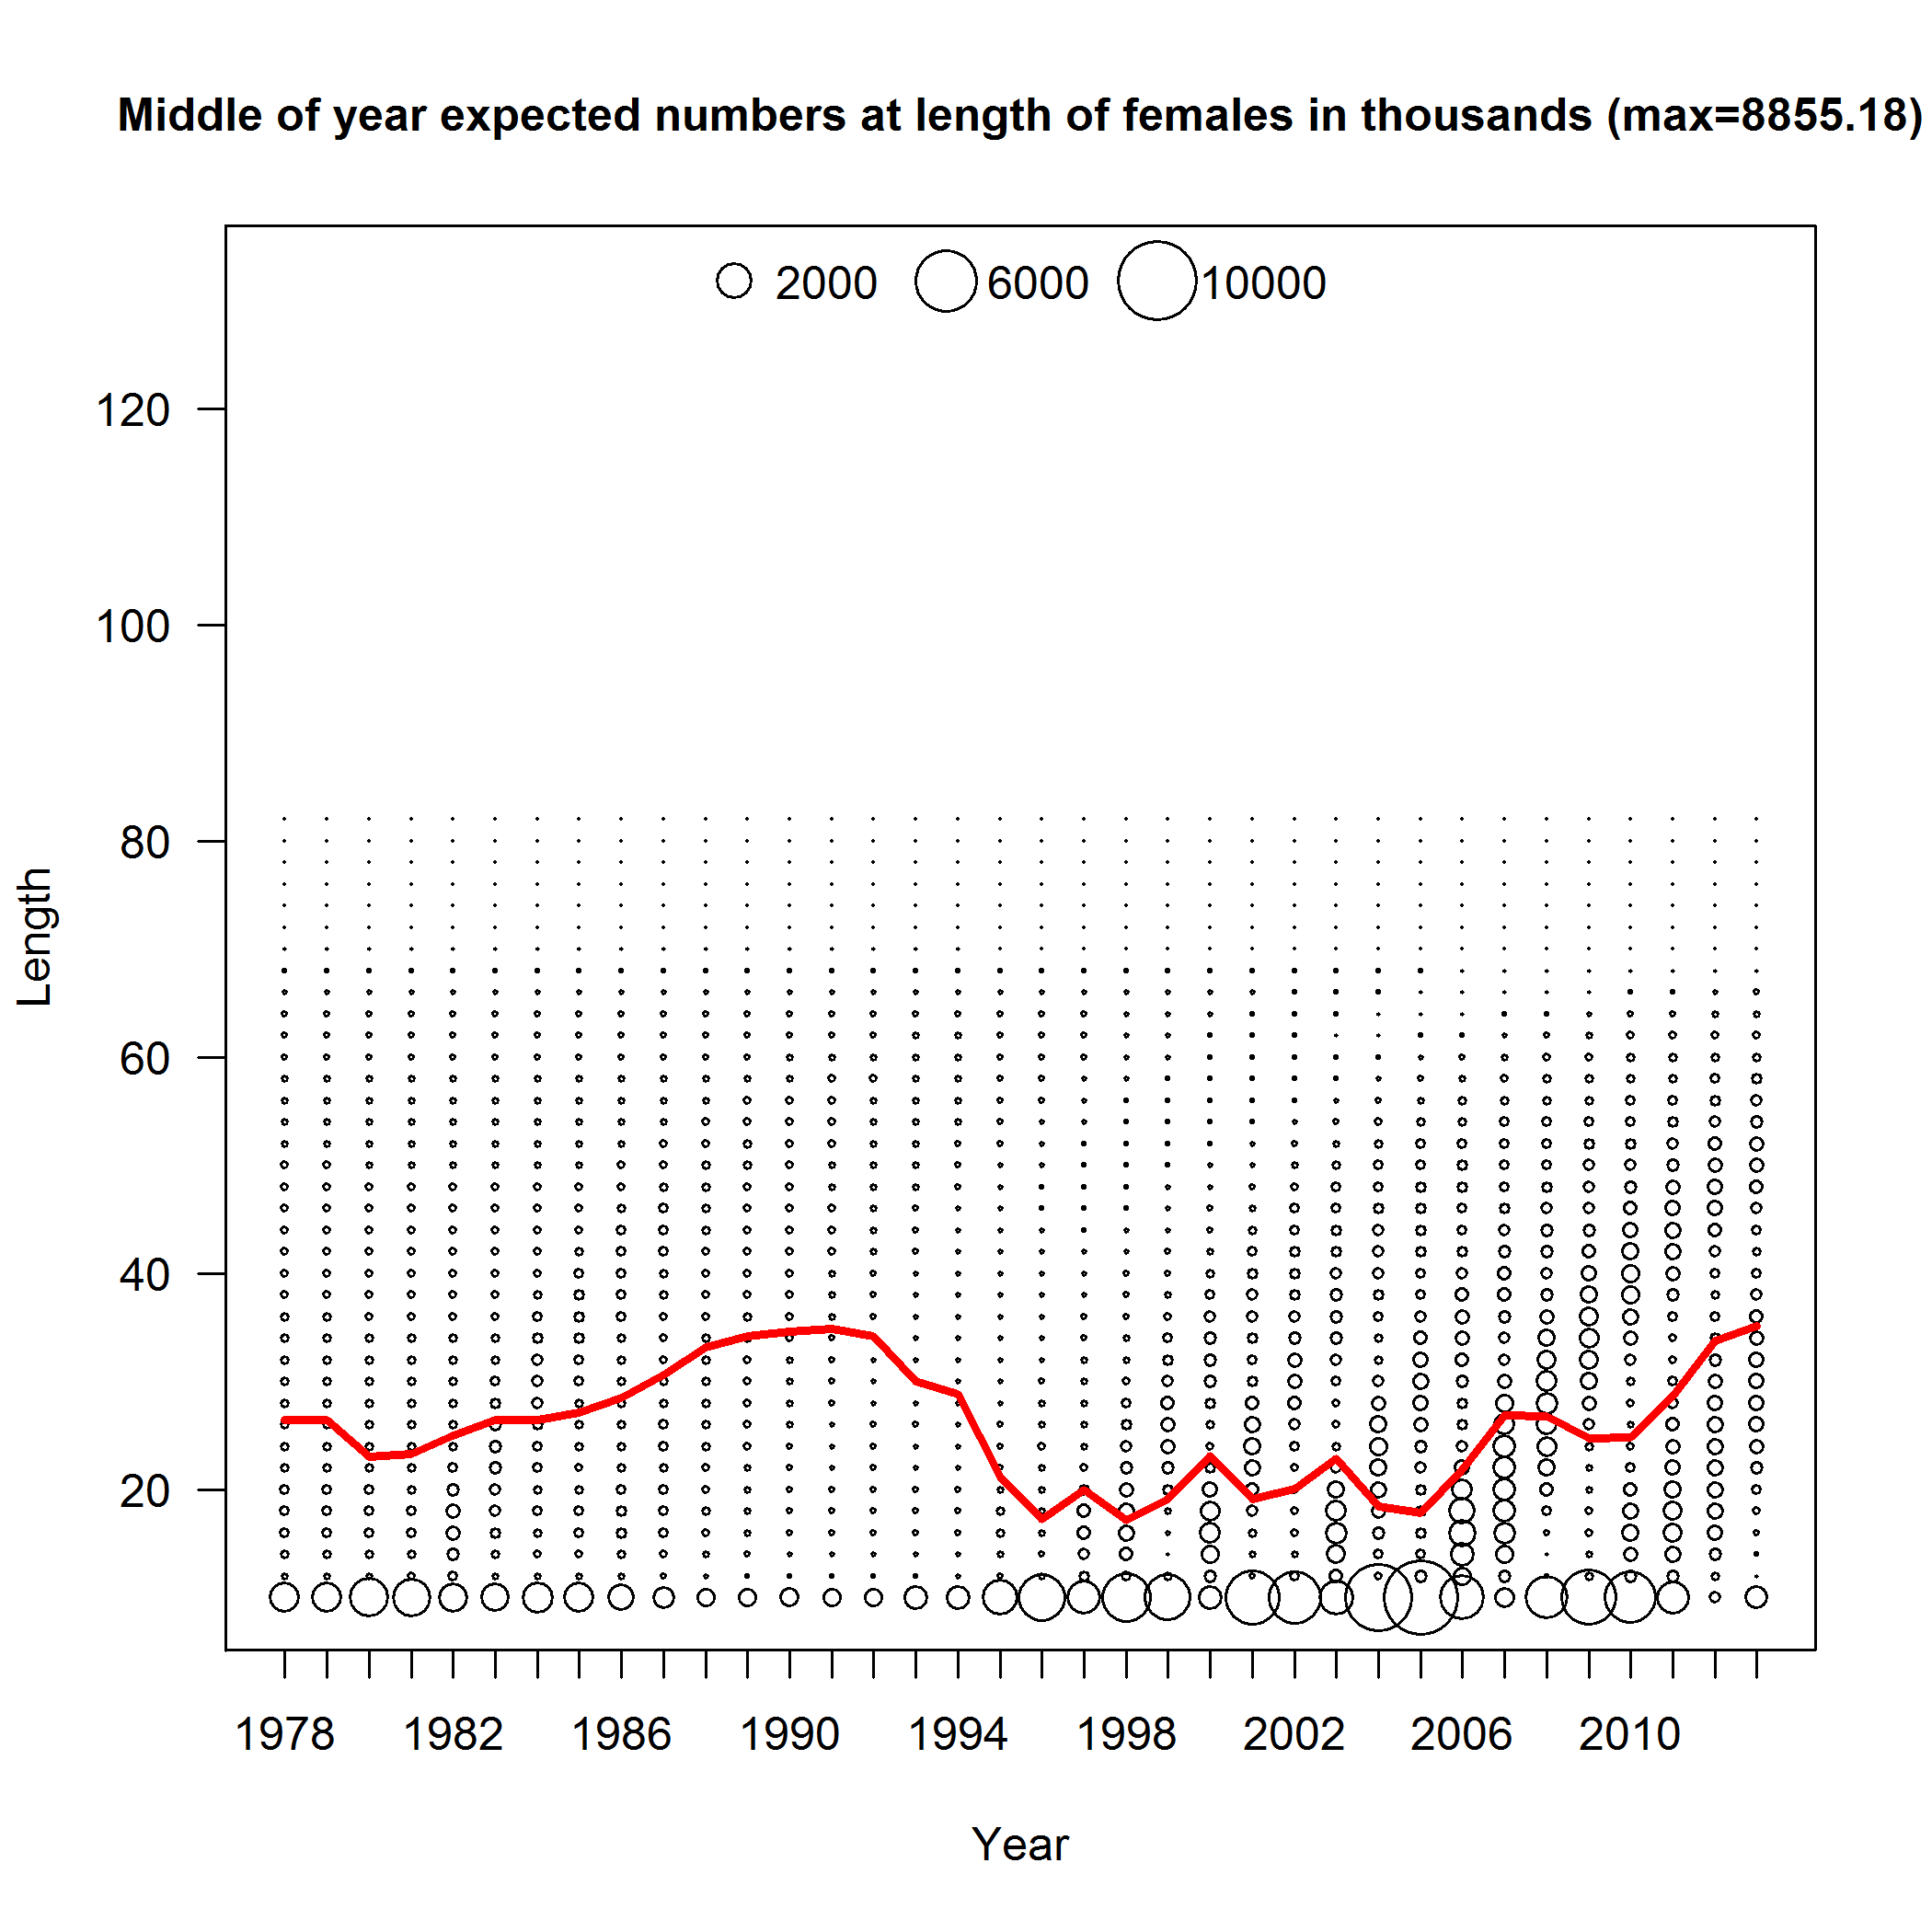 Middle of year expected numbers at length of females in thousands (max=8855.18)
2000 6000 10000
120
100
80
60
40
20
Length
1978 1982 1986 1990 1994 1998 2002 2006 2010
Year